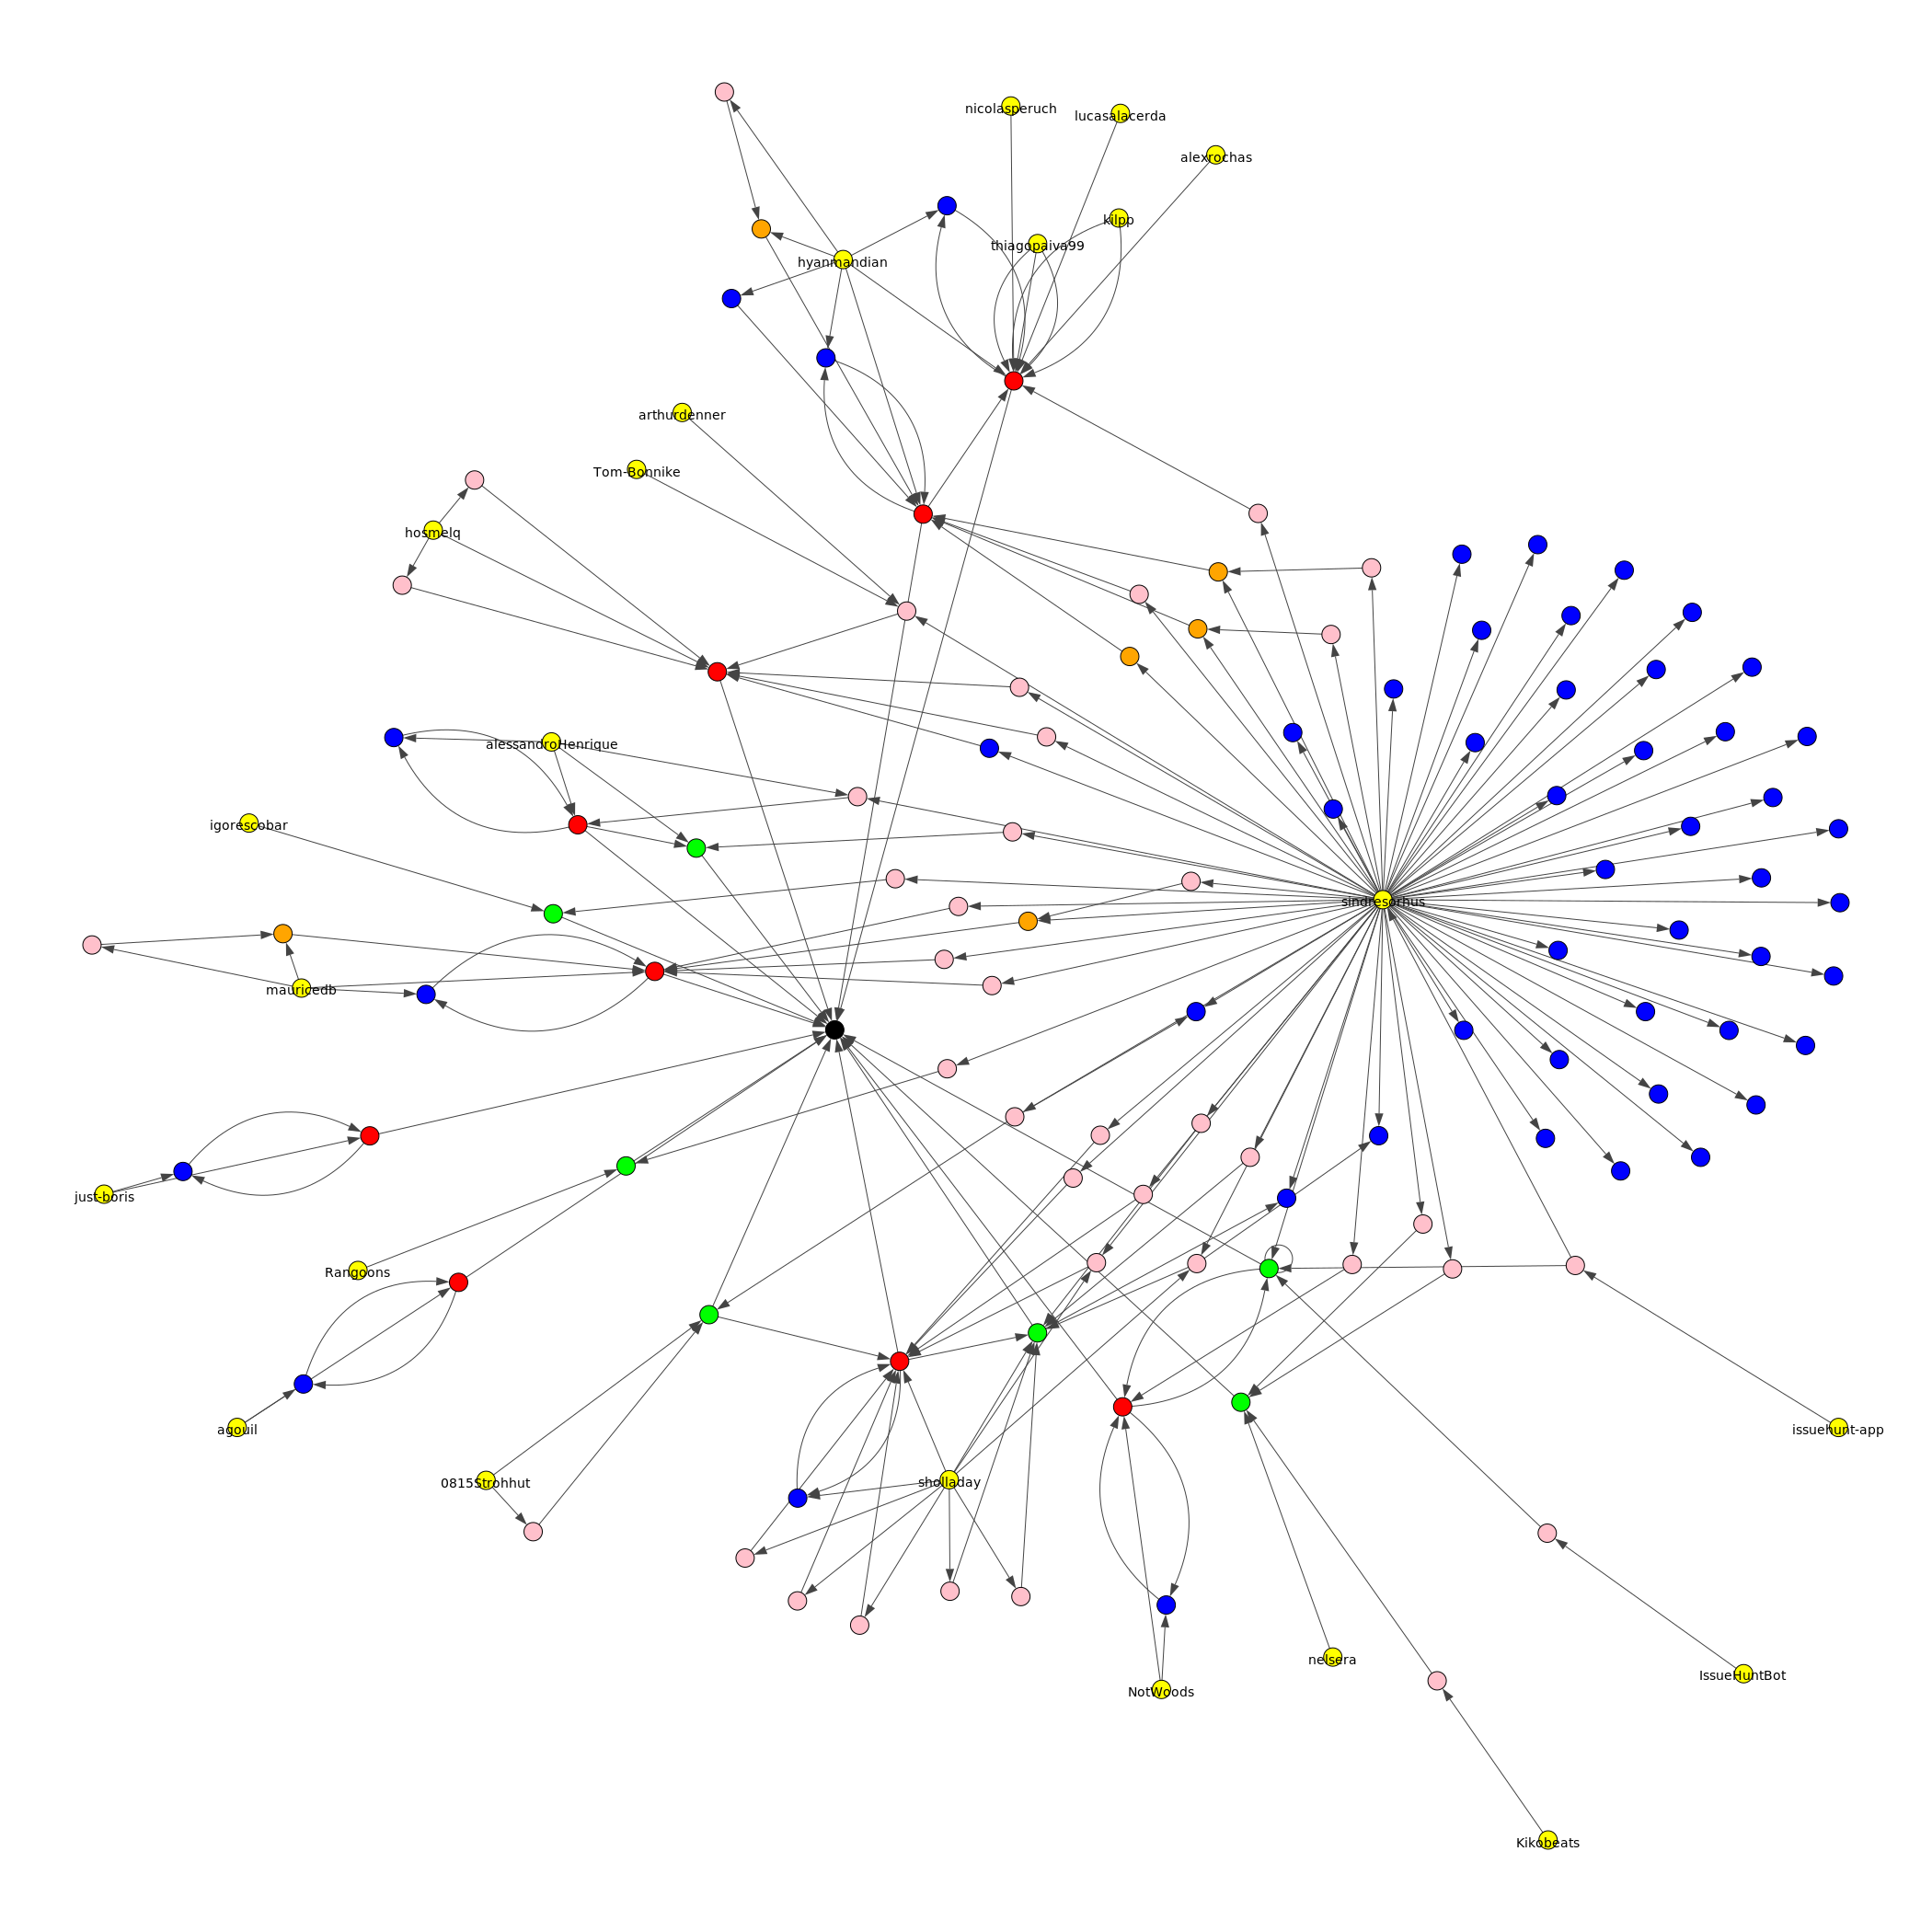 nicolasperuch
lucasalacerda
alexrochas
kilpp
thiagopaiva99
hyanmandian
arthurdenner
Tom-Bonnike
hosmelq
alessandroHenrique
igorescobar
sindresorhus
mauricedb
just-boris
Rangoons
agouil
issuehunt-app
0815Strohhut
sholladay
nelsera
IssueHuntBot
NotWoods
Kikobeats